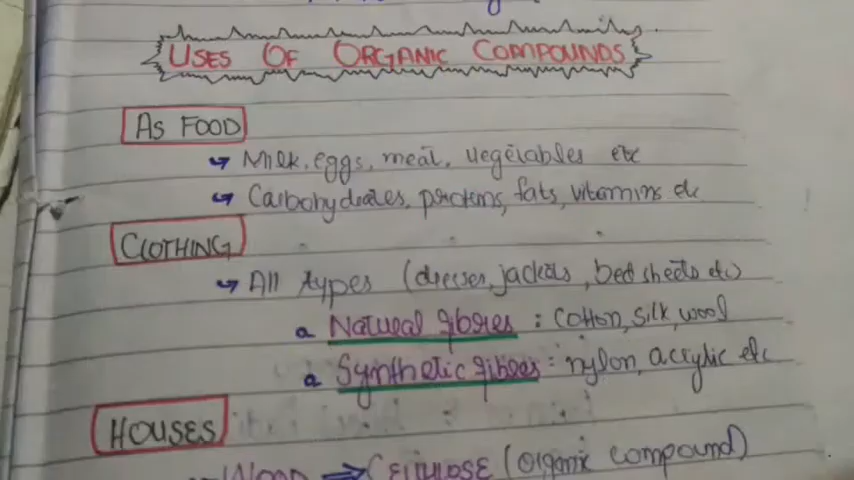 USES OF ORGANIC COMPOUNDS
AS FOOD
Milk, eggs, meat, vegetables etc
Carbohydrates, proteins, fats, vitamins etc
CLOTHING
All types (dresses, jackets, bed sheets etc)
Natural fibres : cotton, silk, wool
Synthetic fibres : nylon, acrylic etc
HOUSES
Wood ⇒ CELLULOSE (Organic compound)